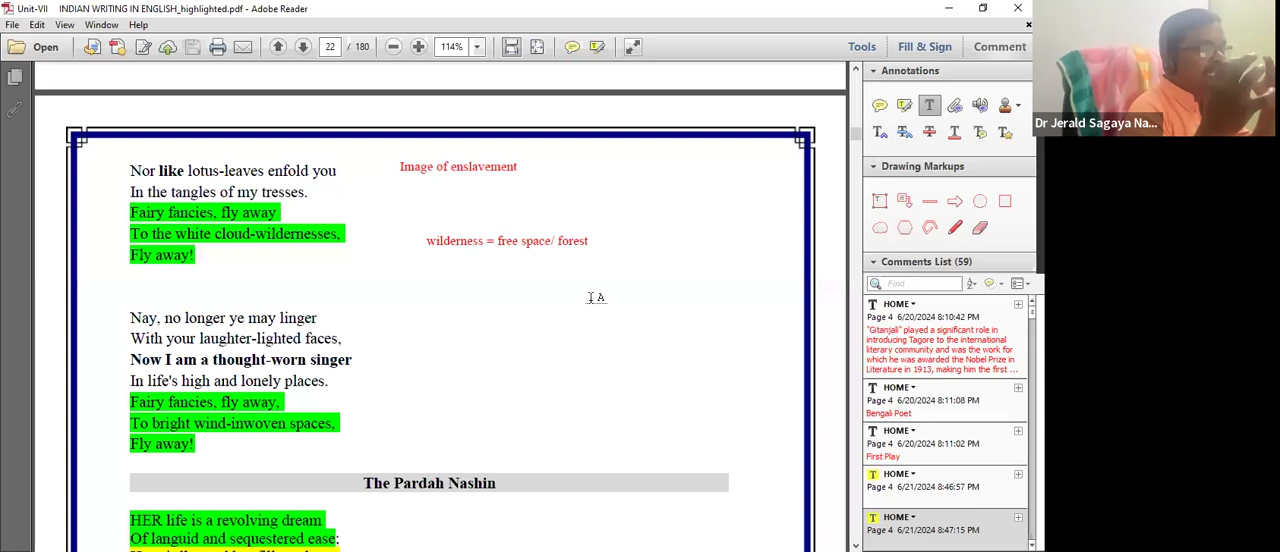 Unit-VII    INDIAN WRITING IN ENGLISH_highlighted.pdf - Adobe Reader
File Edit View Window Help
Open 22 / 180 114% Tools Fill & Sign Comment
Nor like lotus-leaves enfold you
Image of enslavement
In the tangles of my tresses.
Fairy fancies, fly away
To the white cloud-wildernesses,
wilderness = free space/ forest
Fly away!
Nay, no longer ye may linger
With your laughter-lighted faces,
Now I am a thought-worn singer
In life's high and lonely places.
Fairy fancies, fly away,
To bright wind-inwoven spaces,
Fly away!
The Pardah Nashin
HER life is a revolving dream
Of languid and sequestered ease;
Annotations
Drawing Markups
Comments List (59)
Find
HOME
Page 4 6/20/2024 8:10:42 PM
"Gitanjali" played a significant role in
introducing Tagore to the international
literary community and was the work for
which he was awarded the Nobel Prize in
Literature in 1913, making him the first ...
HOME
Page 4 6/20/2024 8:11:08 PM
Bengali Poet
HOME
Page 4 6/20/2024 8:11:02 PM
First Play
HOME
Page 4 6/21/2024 8:46:57 PM
HOME
Page 4 6/21/2024 8:47:15 PM
Dr Jerald Sagaya Na...